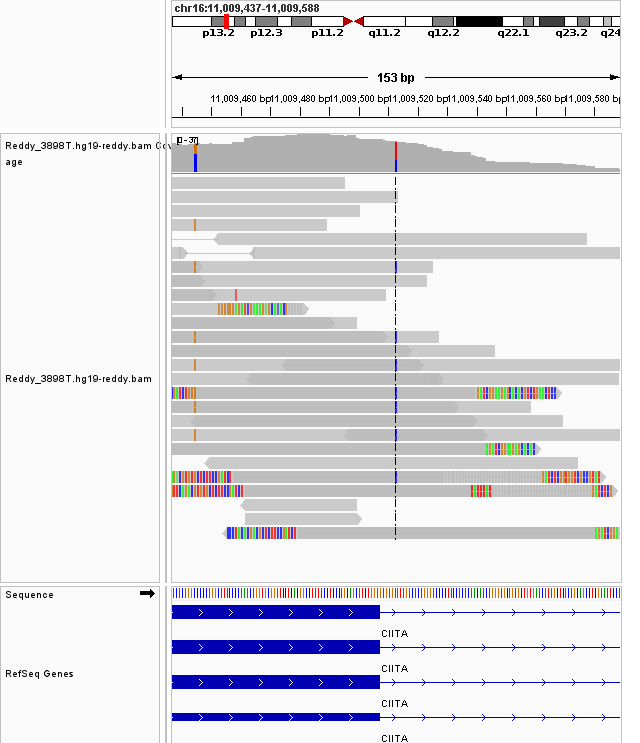 chr16:11,009,437-11,009,588
p13.2 p12.3 p11.2 q11.2 q12.2 q22.1 q23.2 q24
153 bp
11,009,460 bp 11,009,480 bp 11,009,500 bp 11,009,520 bp 11,009,540 bp 11,009,560 bp 11,009,580 bp
[0 - 37]
Reddy_3898T.hg19-reddy.bam Cov
age
Reddy_3898T.hg19-reddy.bam
Sequence
CIITA
CIITA
RefSeq Genes
CIITA
CIITA